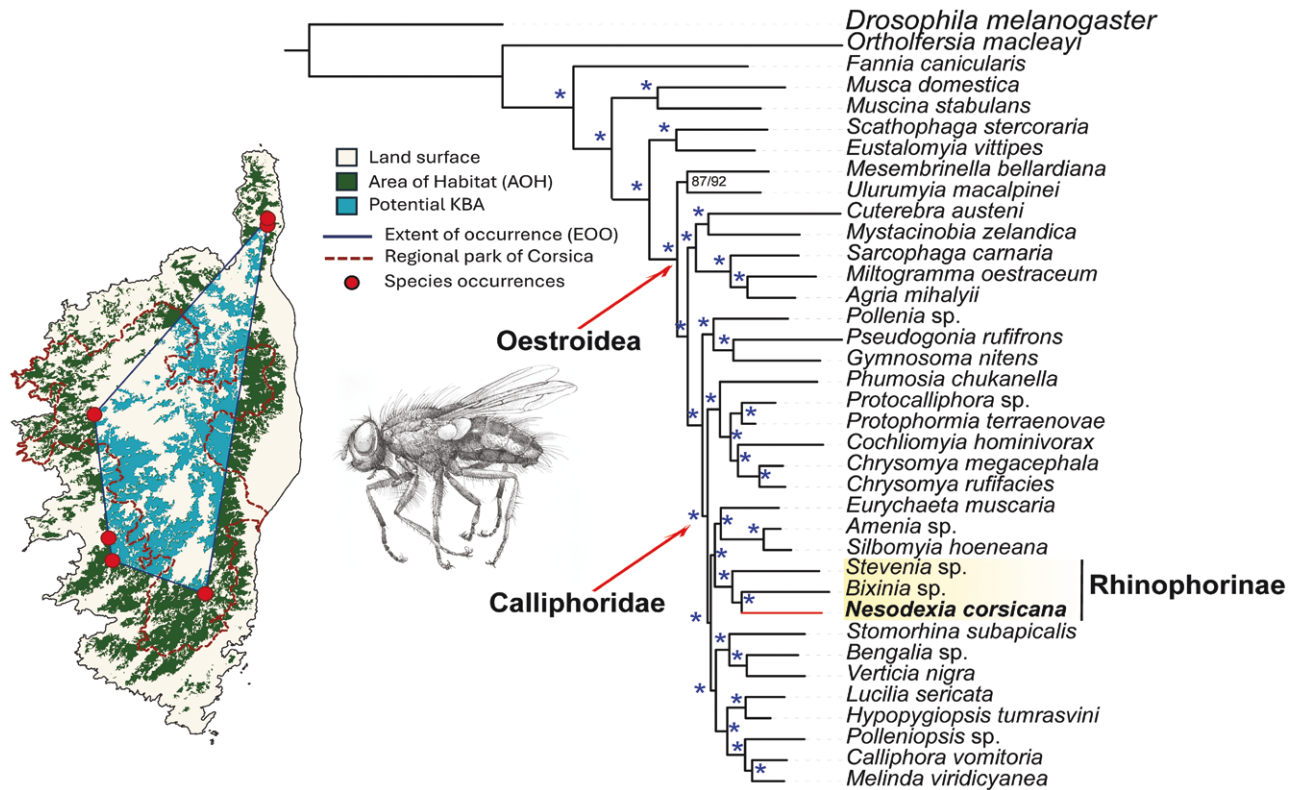 Land surface
Area of Habitat (AOH)
Potential KBA
Extent of occurrence (EOO)
Regional park of Corsica
Species occurrences
Drosophila melanogaster
Ortholfersia macleayi
Fannia canicularis
Musca domestica
Muscina stabulans
Scathophaga stercoraria
Eustalomyia vittipes
Mesembrinella bellardiana
87/92
Ulurumyia macalpinei
Cuterebra austeni
Mystacinobia zelandica
Sarcophaga carnaria
Miltogramma oestraceum
Agria mihalyii
Oestroidea
Pollenia sp.
Pseudogonia rufifrons
Gymnosoma nitens
Phumosia chukanella
Protocalliphora sp.
Protophormia terraenovae
Cochliomyia hominivorax
Chrysomya megacephala
Chrysomya rufifacies
Eurychaeta muscaria
Amenia sp.
Silbomyia hoeneana
Calliphoridae
Stevenia sp.
Bixinia sp.
Rhinophorinae
Nesodexia corsicana
Stomorhina subapicalis
Bengalia sp.
Verticia nigra
Lucilia sericata
Hypopygiopsis tumrasvini
Polleniopsis sp.
Calliphora vomitoria
Melinda viridicyanea